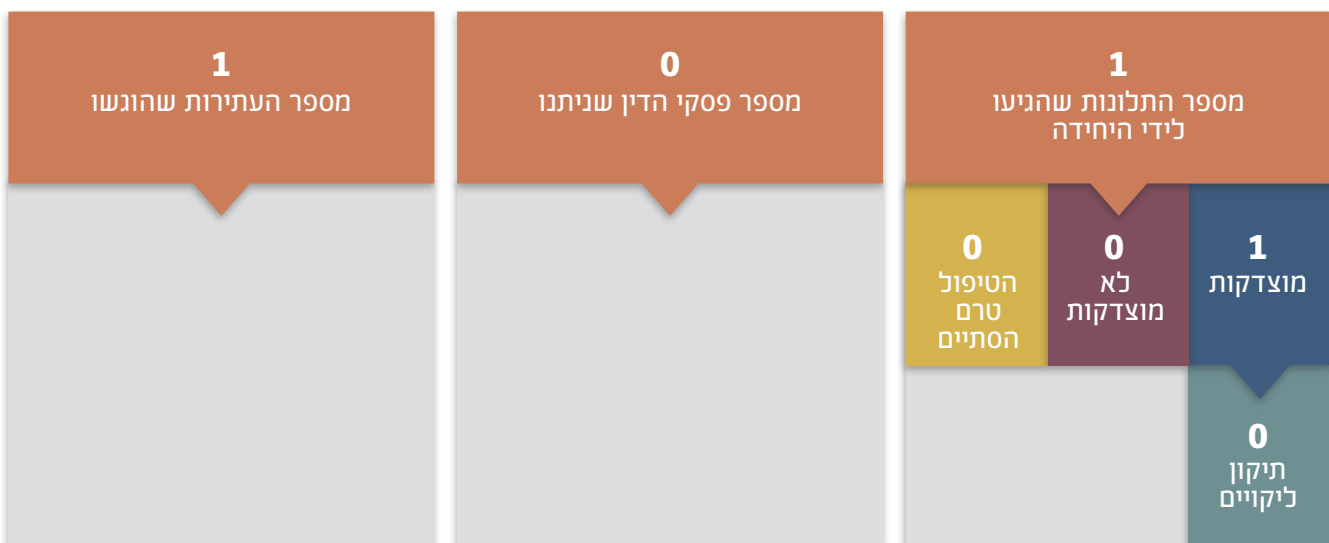 1
מספר התלונות שהגיעו
לידי היחידה
1
מוצדקות
0
לא
מוצדקות
0
הטיפול
טרם
הסתיים
0
תיקון
ליקויים
0
מספר פסקי הדין שניתנו
1
מספר העתירות שהוגשו